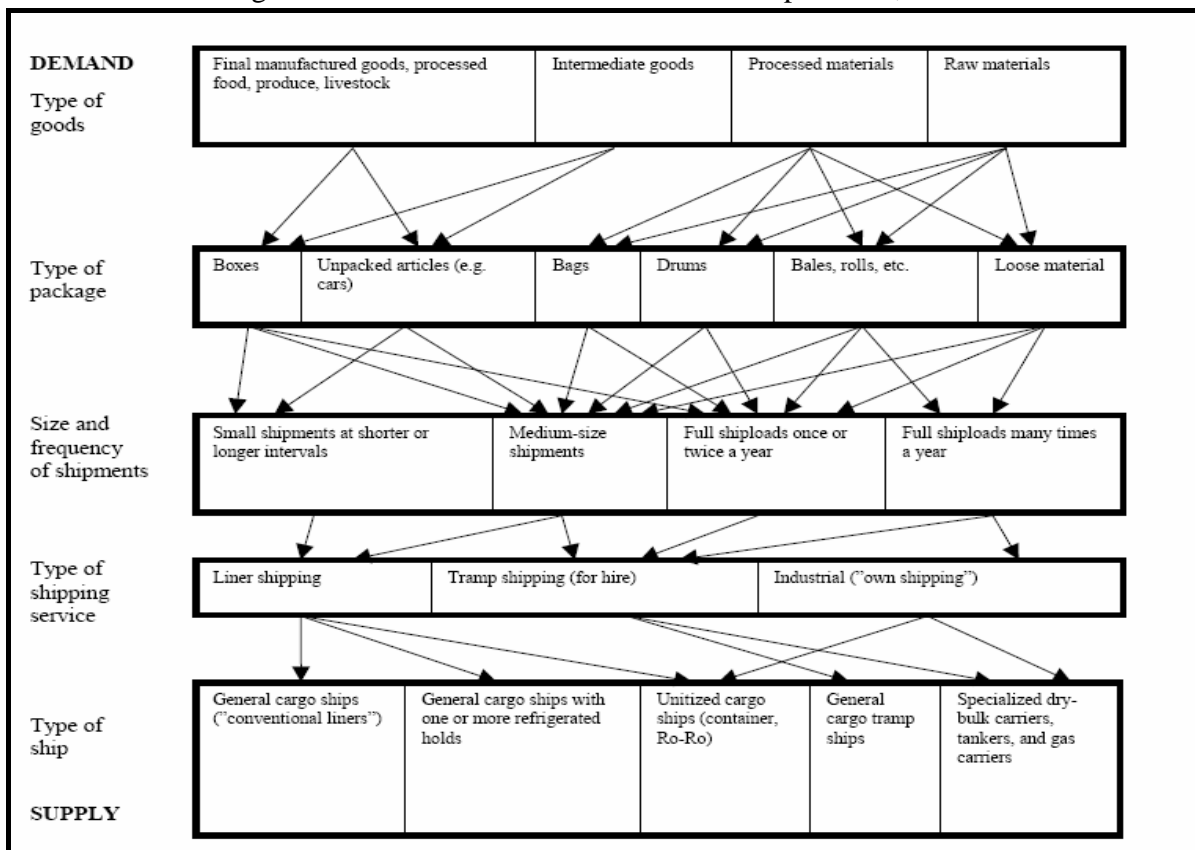 DEMAND
Type of
goods
Final manufactured goods, processed
food, produce, livestock
Intermediate goods
Processed materials
Raw materials
Type of
package
Boxes
Unpacked articles (e.g.
cars)
Bags
Drums
Bales, rolls, etc.
Loose material
Size and
frequency
of shipments
Small shipments at shorter or
longer intervals
Medium-size
shipments
Full shiploads once or
twice a year
Full shiploads many times
a year
Type of
shipping
service
Liner shipping
Tramp shipping (for hire)
Industrial (”own shipping”)
Type of
ship
General cargo ships
(”conventional liners”)
General cargo ships with
one or more refrigerated
holds
Unitized cargo
ships (container,
Ro-Ro)
General
cargo tramp
ships
Specialized dry-
bulk carriers,
tankers, and gas
carriers
SUPPLY